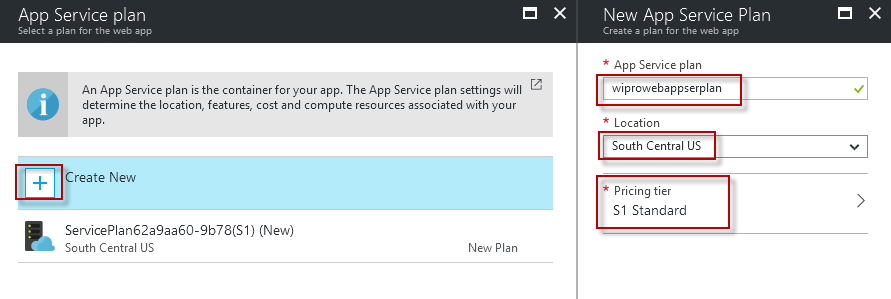 App Service plan
Select a plan for the web app
An App Service plan is the container for your app. The App Service plan settings will
determine the location, features, cost and compute resources associated with your
app.
Create New
ServicePlan62a9aa60-9b78(S1) (New)
South Central US
New Plan
New App Service Plan
Create a plan for the web app
* App Service plan
wiprowebappserplan
* Location
South Central US
* Pricing tier
S1 Standard